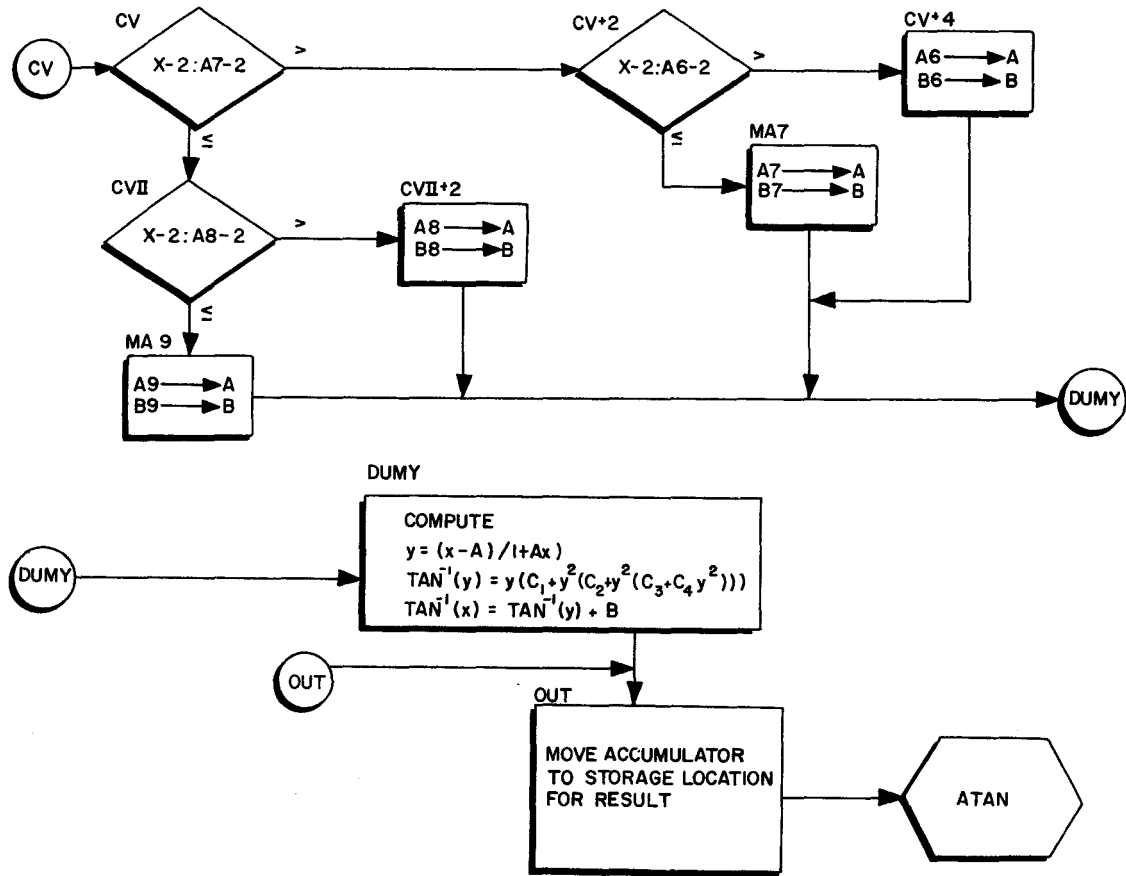 CV
CV
X-2:A7-2
>
≤
CV+2
X-2:A6-2
>
≤
CV+4
A6 → A
B6 → B
MA7
A7 → A
B7 → B
CVII
X-2:A8-2
>
≤
CVII+2
A8 → A
B8 → B
MA 9
A9 → A
B9 → B
DUMY
DUMY
DUMY
COMPUTE
y = (x-A)/1+Ax)
TAN⁻¹(y) = y(C₁+y²(C₂+y²(C₃+C₄y²)))
TAN⁻¹(x) = TAN⁻¹(y) + B
OUT
OUT
MOVE ACCUMULATOR
TO STORAGE LOCATION
FOR RESULT
ATAN